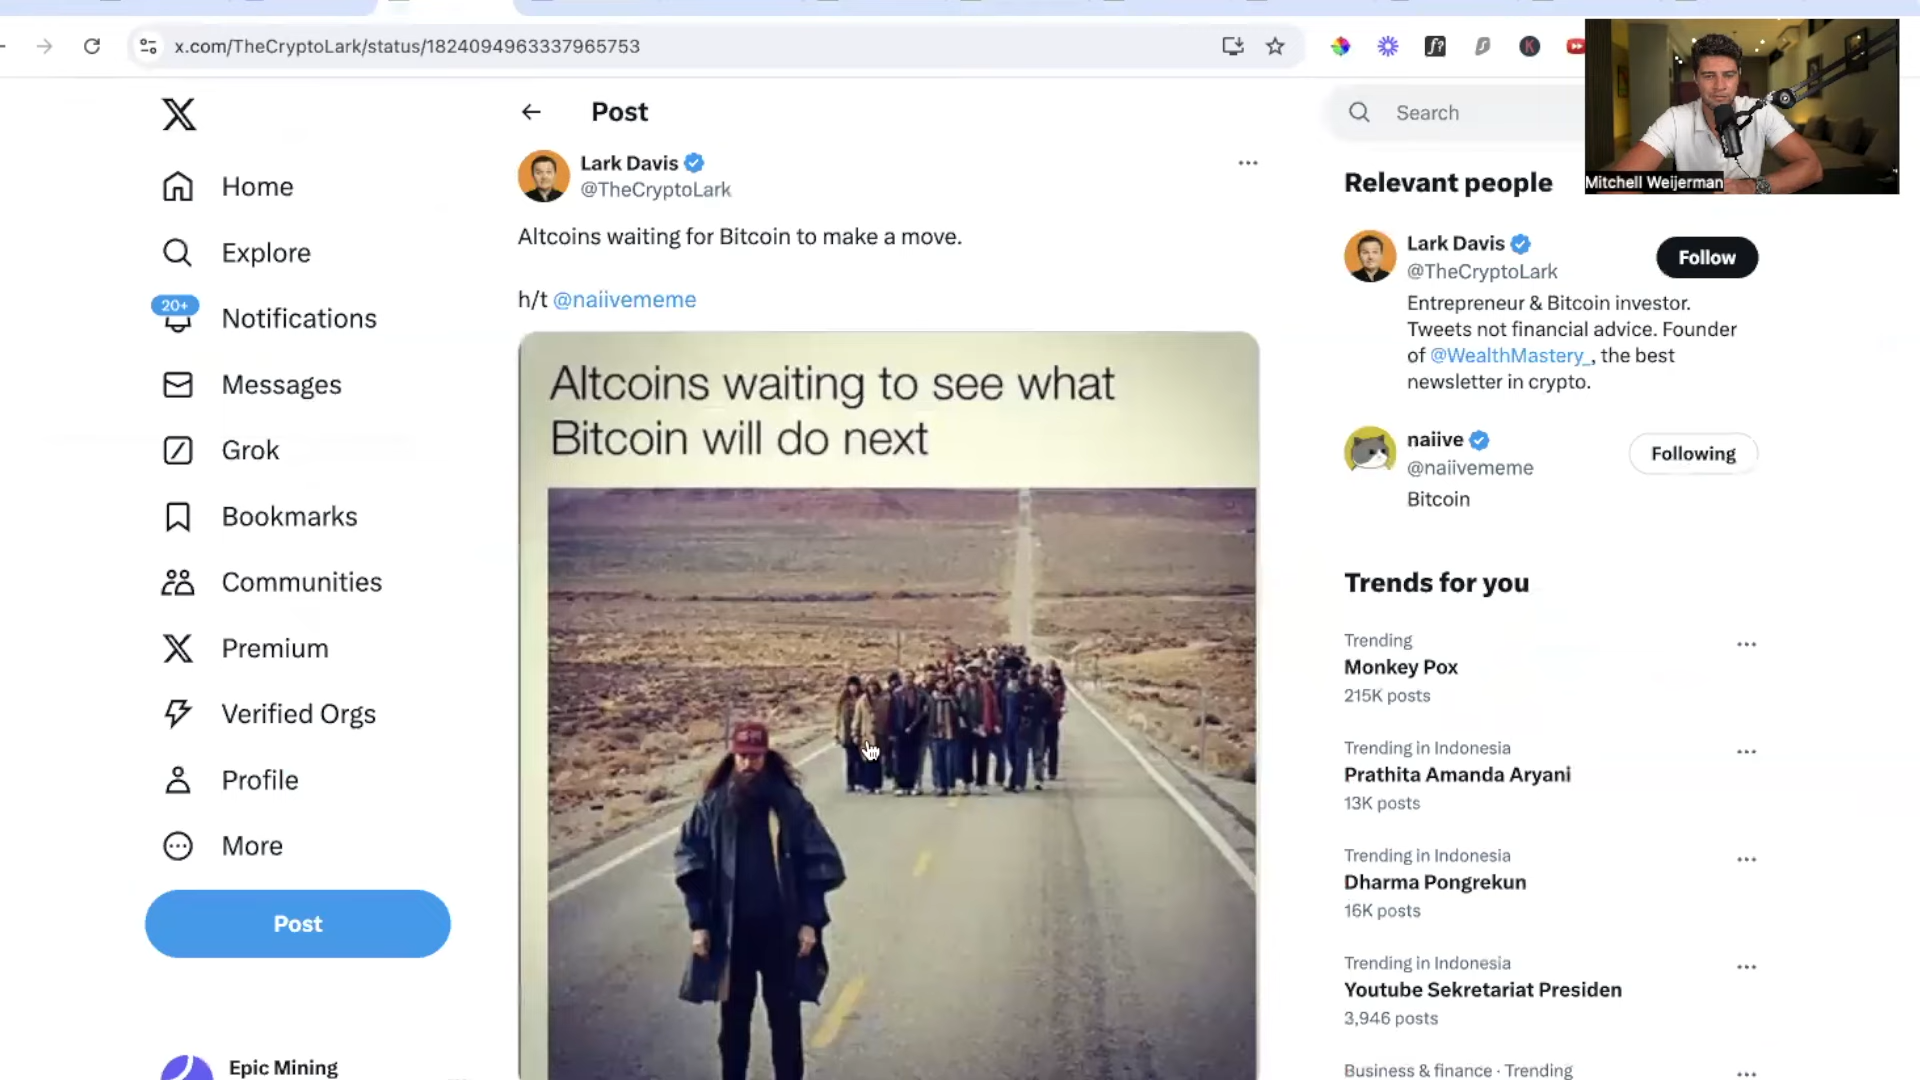 x.com/TheCryptoLark/status/1824094963337965753
Mitchell Weijerman
Home
Explore
20+
Notifications
Messages
Grok
Bookmarks
Communities
Premium
Verified Orgs
Profile
More
Post
Epic Mining
Post
Lark Davis
@TheCryptoLark
Altcoins waiting for Bitcoin to make a move.
h/t @naiivememe
Altcoins waiting to see what
Bitcoin will do next
Search
Relevant people
Lark Davis
@TheCryptoLark
Follow
Entrepreneur & Bitcoin investor.
Tweets not financial advice. Founder
of @WealthMastery_, the best
newsletter in crypto.
naiive
@naiivememe
Following
Bitcoin
Trends for you
Trending
Monkey Pox
215K posts
Trending in Indonesia
Prathita Amanda Aryani
13K posts
Trending in Indonesia
Dharma Pongrekun
16K posts
Trending in Indonesia
Youtube Sekretariat Presiden
3,946 posts
Business & finance · Trending